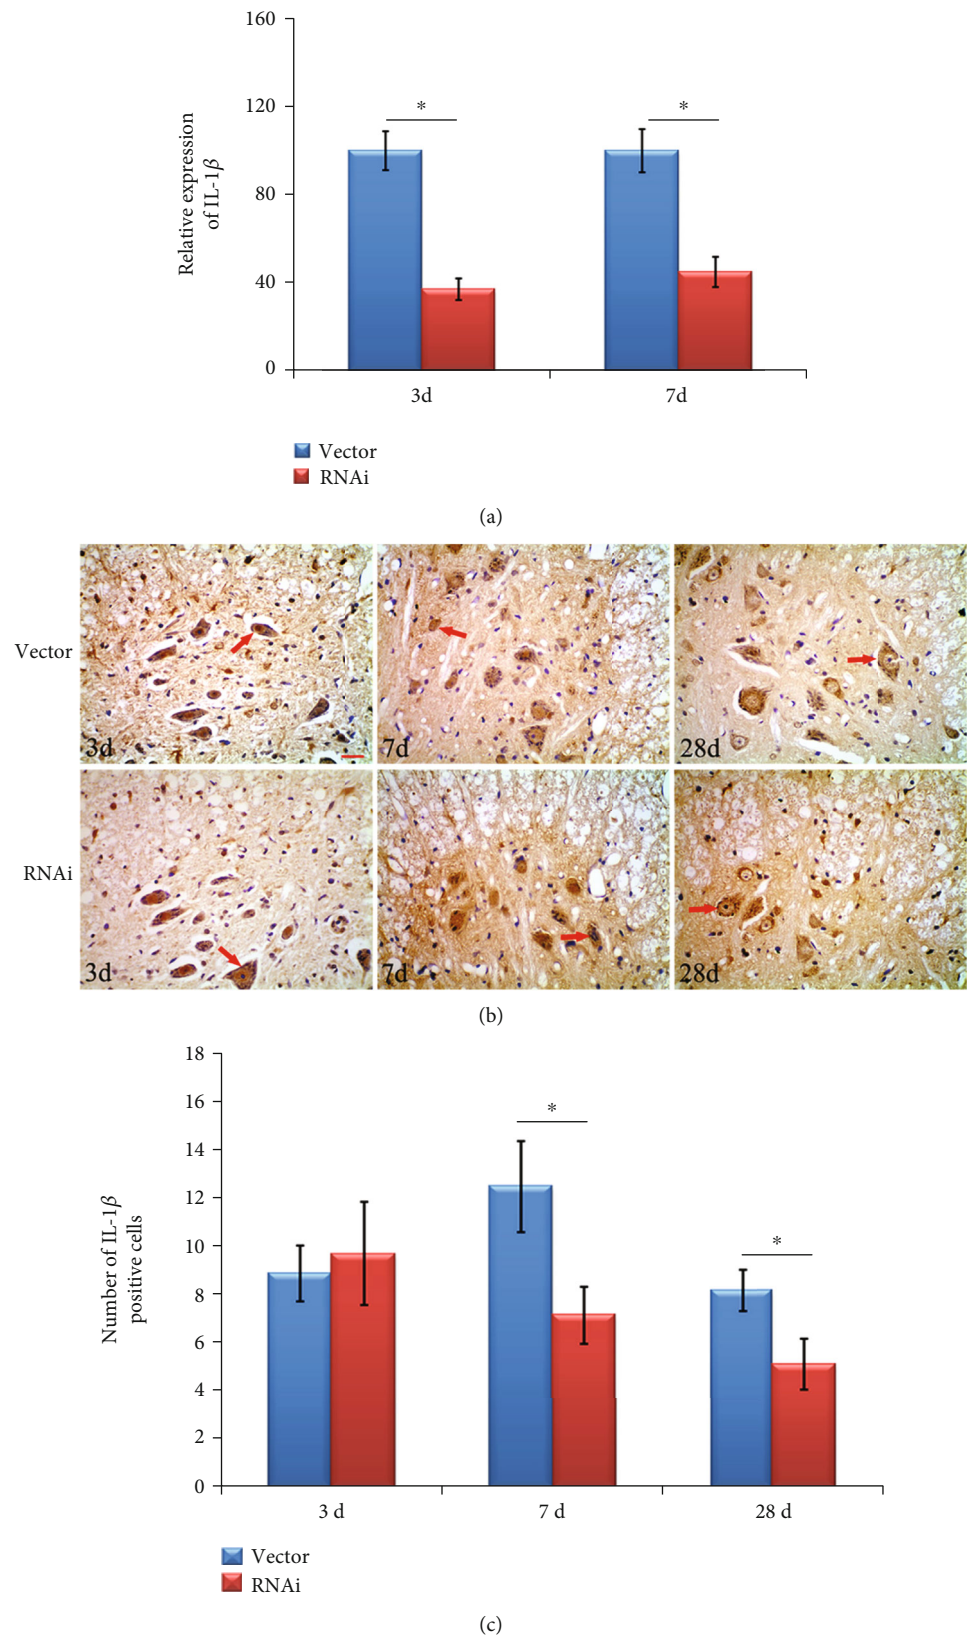 160
120
80
40
0
Relative expression
of IL-1β
*
*
3d
7d
Vector
RNAi
(a)
Vector
3d
7d
28d
RNAi
3d
7d
28d
(b)
18
16
14
12
10
8
6
4
2
0
Number of IL-1β
positive cells
*
*
3 d
7 d
28 d
Vector
RNAi
(c)